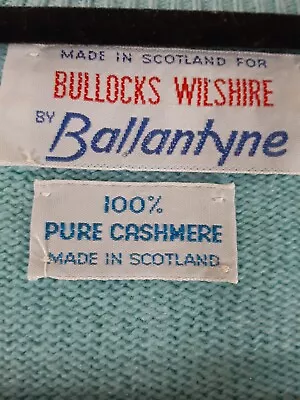 MADE IN SCOTLAND FOR
BULLOCKS WILSHIRE
BY Ballantyne
100%
PURE CASHMERE
MADE IN SCOTLAND